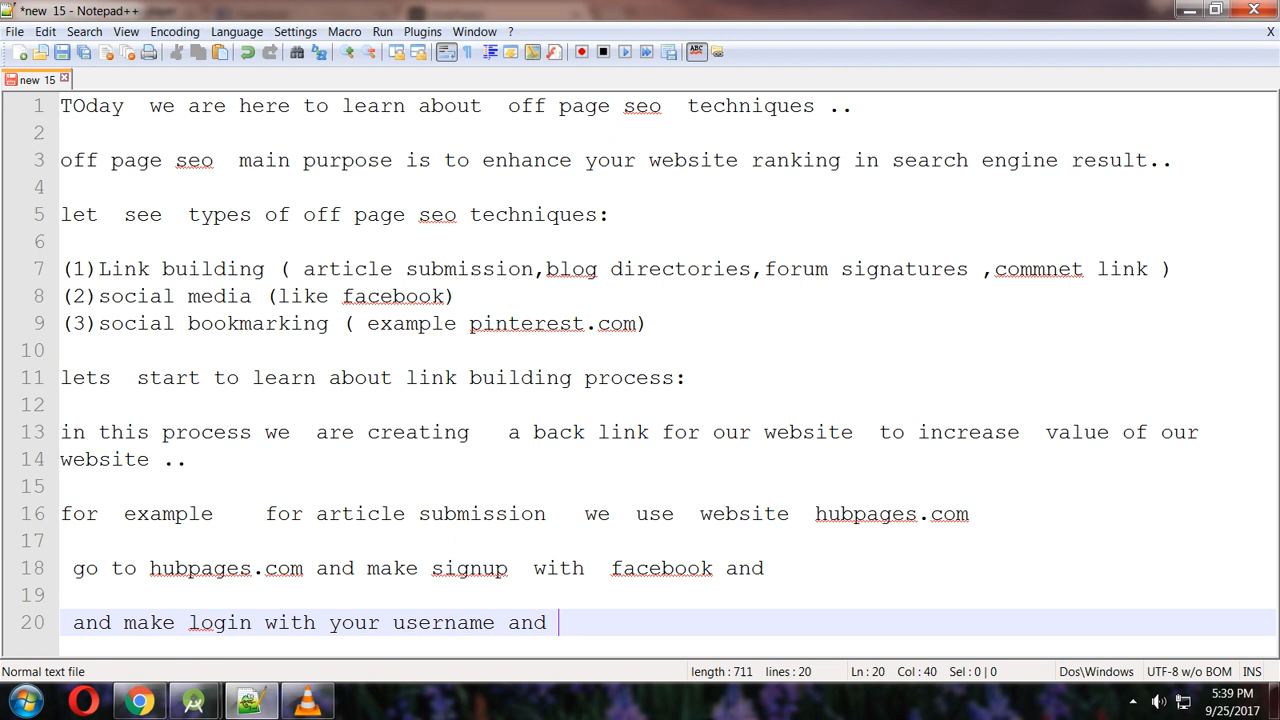 *new 15 - Notepad++
File Edit Search View Encoding Language Settings Macro Run Plugins Window ? X
new 15
1 TOday  we are here to learn about  off page seo  techniques ..
2
3 off page seo  main purpose is to enhance your website ranking in search engine result..
4
5 let  see  types of off page seo techniques:
6
7 (1)Link building ( article submission,blog directories,forum signatures ,commnet link )
8 (2)social media (like facebook)
9 (3)social bookmarking ( example pinterest.com)
10
11 lets  start to learn about link building process:
12
13 in this process we  are creating   a back link for our website  to increase  value of our
14 website ..
15
16 for  example    for article submission   we  use  website  hubpages.com
17
18  go to hubpages.com and make signup  with  facebook and
19
20  and make login with your username and
Normal text file length : 711 lines : 20 Ln : 20 Col : 40 Sel : 0 | 0 Dos\Windows UTF-8 w/o BOM INS
5:39 PM
9/25/2017